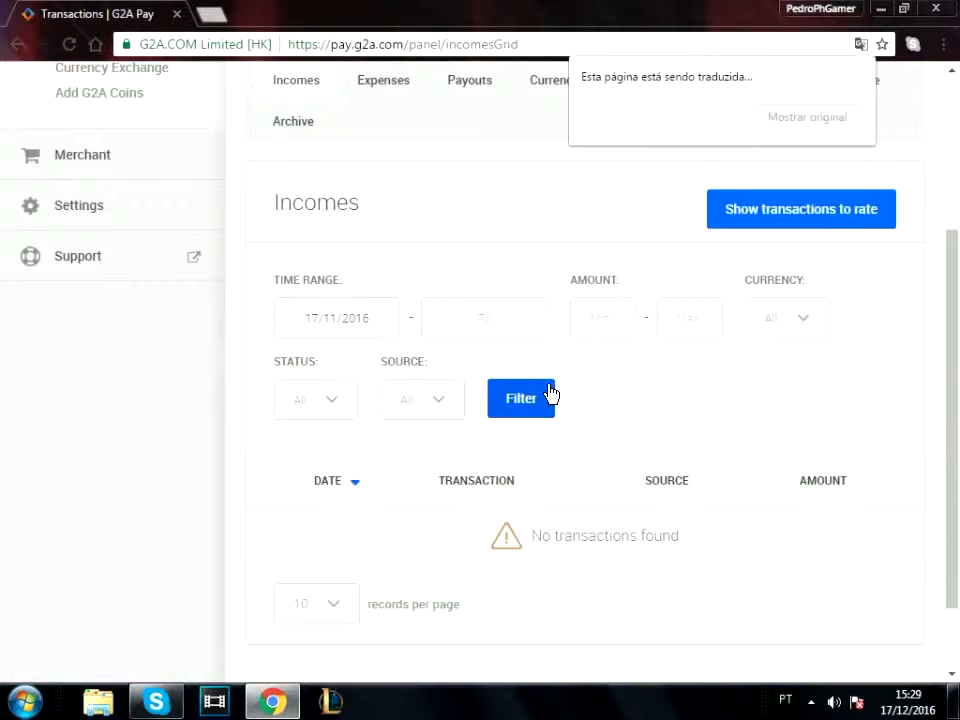 Transactions | G2A Pay
PedroPhGamer
G2A.COM Limited [HK]
https://pay.g2a.com/panel/incomesGrid
Currency Exchange
Add G2A Coins
Merchant
Settings
Support
Incomes
Expenses
Payouts
Archive
Esta página está sendo traduzida...
Mostrar original
Incomes
Show transactions to rate
TIME RANGE:
AMOUNT:
CURRENCY:
17/11/2016
-
To
Min
-
Max
All
STATUS:
SOURCE:
All
All
Filter
DATE
TRANSACTION
SOURCE
AMOUNT
No transactions found
10
records per page
PT
15:29
17/12/2016